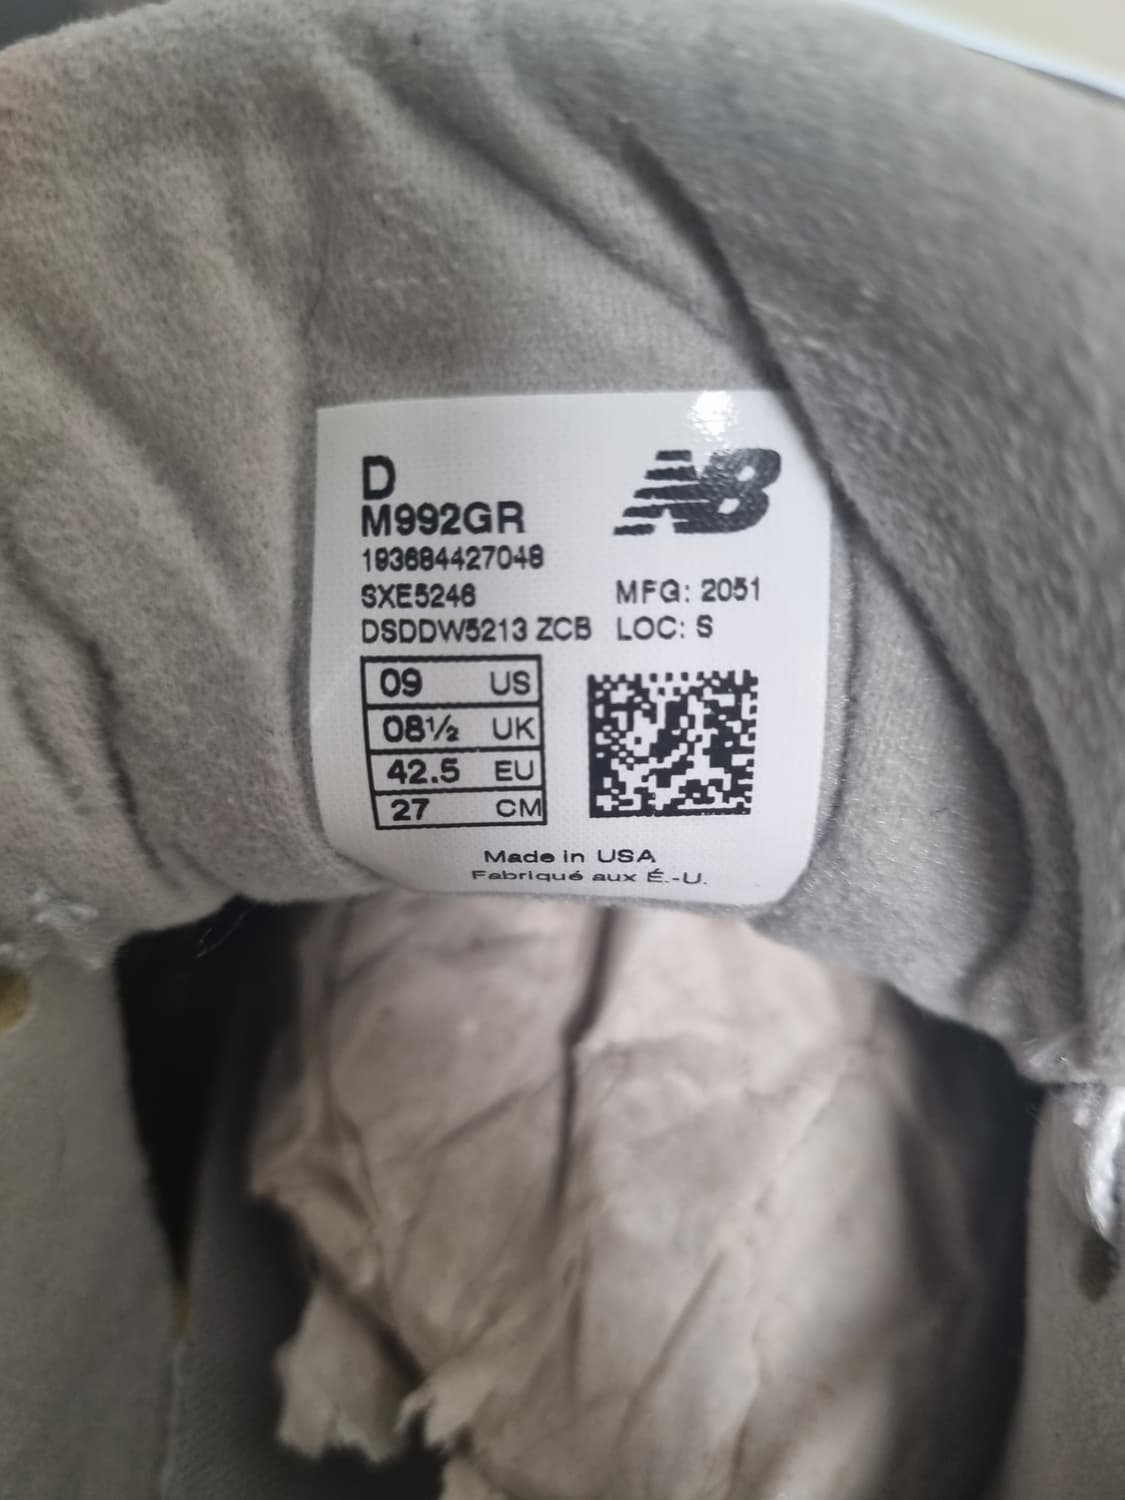 D
NB
M992GR
193684427048
SXE5246
MFG: 2051
DSDDW5213 ZCB
LOC: S
09 US
08½ UK
42.5 EU
27 CM
Made in USA
Fabriqué aux É.-U.